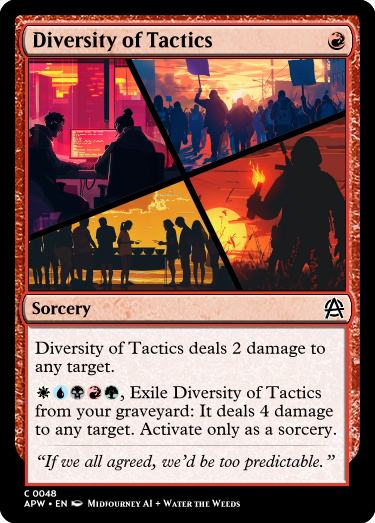 Diversity of Tactics
Sorcery
Diversity of Tactics deals 2 damage to
any target.
, Exile Diversity of Tactics
from your graveyard: It deals 4 damage
to any target. Activate only as a sorcery.
“If we all agreed, we’d be too predictable.”
C 0048
APW • EN Midjourney AI + Water the Weeds